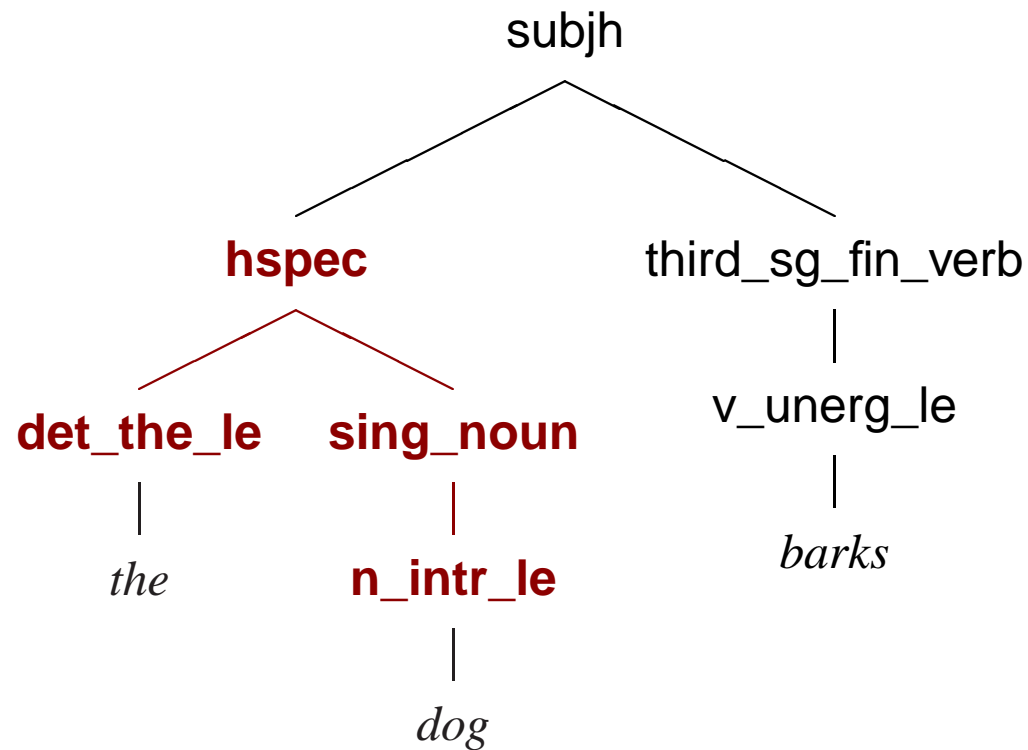 subjh
hspec third_sg_fin_verb
det_the_le sing_noun v_unerg_le
the n_intr_le barks
dog